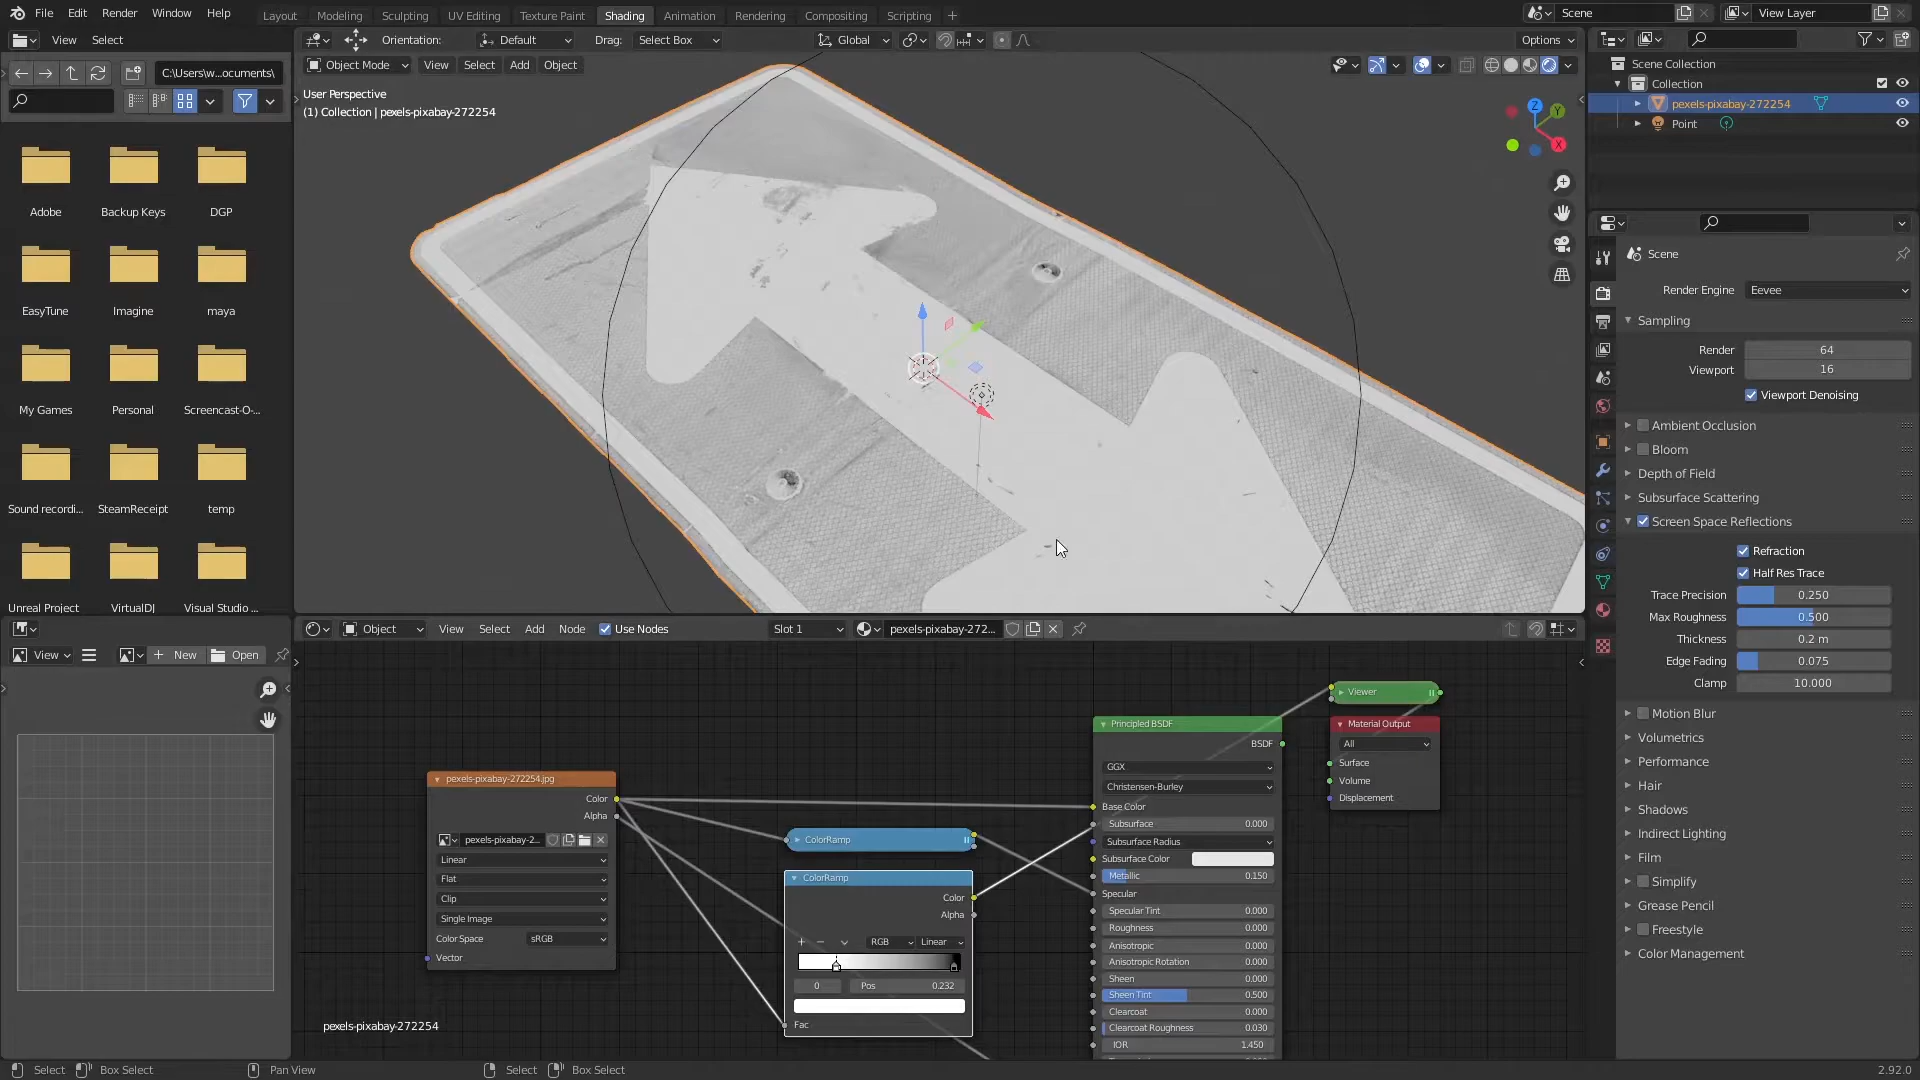 File Edit Render Window Help
Layout Modeling Sculpting UV Editing Texture Paint Shading Animation Rendering Compositing Scripting +
Scene
View Layer
View Select
Orientation: Default Drag: Select Box
Global
Options
C:\Users\w...ocuments\
Object Mode View Select Add Object
User Perspective
(1) Collection | pexels-pixabay-272254
Z Y X
Adobe Backup Keys DGP
EasyTune Imagine maya
My Games Personal Screencast-O-...
Sound recordi... SteamReceipt temp
Unreal Project VirtualDJ Visual Studio ...
Scene Collection
Collection
pexels-pixabay-272254
Point
Scene
Render Engine Eevee
Sampling
Render 64
Viewport 16
Viewport Denoising
Ambient Occlusion
Bloom
Depth of Field
Subsurface Scattering
Screen Space Reflections
Refraction
Half Res Trace
Trace Precision 0.250
Max Roughness 0.500
Thickness 0.2 m
Edge Fading 0.075
Clamp 10.000
Motion Blur
Volumetrics
Performance
Hair
Shadows
Indirect Lighting
Film
Simplify
Grease Pencil
Freestyle
Color Management
View
New Open
Object View Select Add Node Use Nodes Slot 1 pexels-pixabay-272...
pexels-pixabay-272254.jpg
Color
Alpha
pexels-pixabay-2...
Linear
Flat
Clip
Single Image
Color Space sRGB
Vector
pexels-pixabay-272254
ColorRamp
ColorRamp
Color
Alpha
RGB Linear
0 Pos 0.232
Fac
Principled BSDF
BSDF
GGX
Christensen-Burley
Base Color
Subsurface 0.000
Subsurface Radius
Subsurface Color
Metallic 0.150
Specular
Specular Tint 0.000
Roughness 0.000
Anisotropic 0.000
Anisotropic Rotation 0.000
Sheen 0.000
Sheen Tint 0.500
Clearcoat 0.000
Clearcoat Roughness 0.030
IOR 1.450
Viewer
Material Output
All
Surface
Volume
Displacement
Select Box Select Pan View Select Box Select 2.92.0